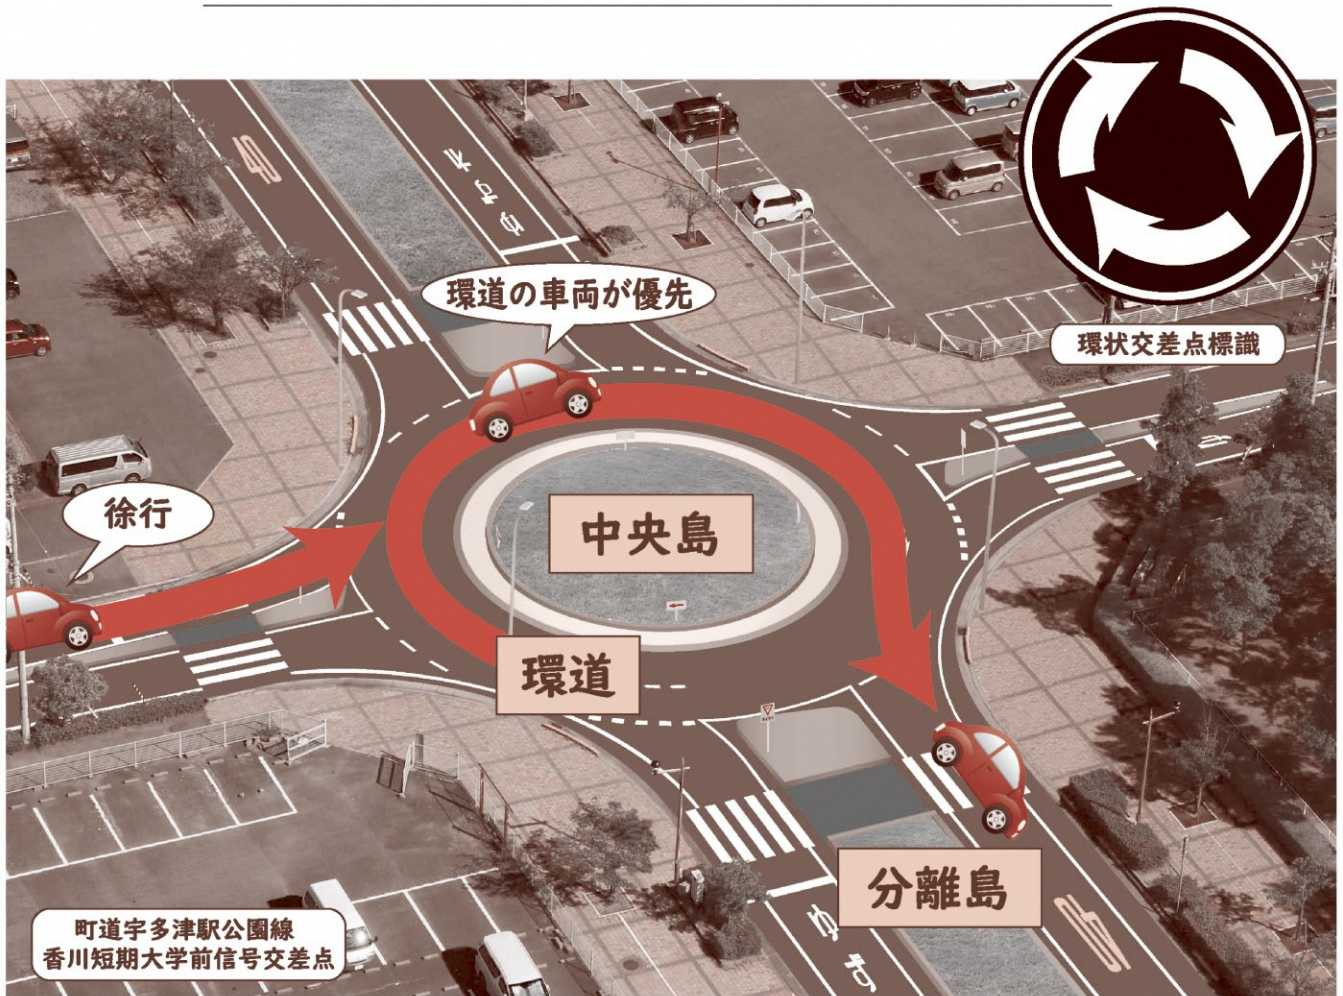 環状交差点標識
環道の車両が優先
徐行
中央島
環道
分離島
町道宇多津駅公園線
香川短期大学前信号交差点
40
40